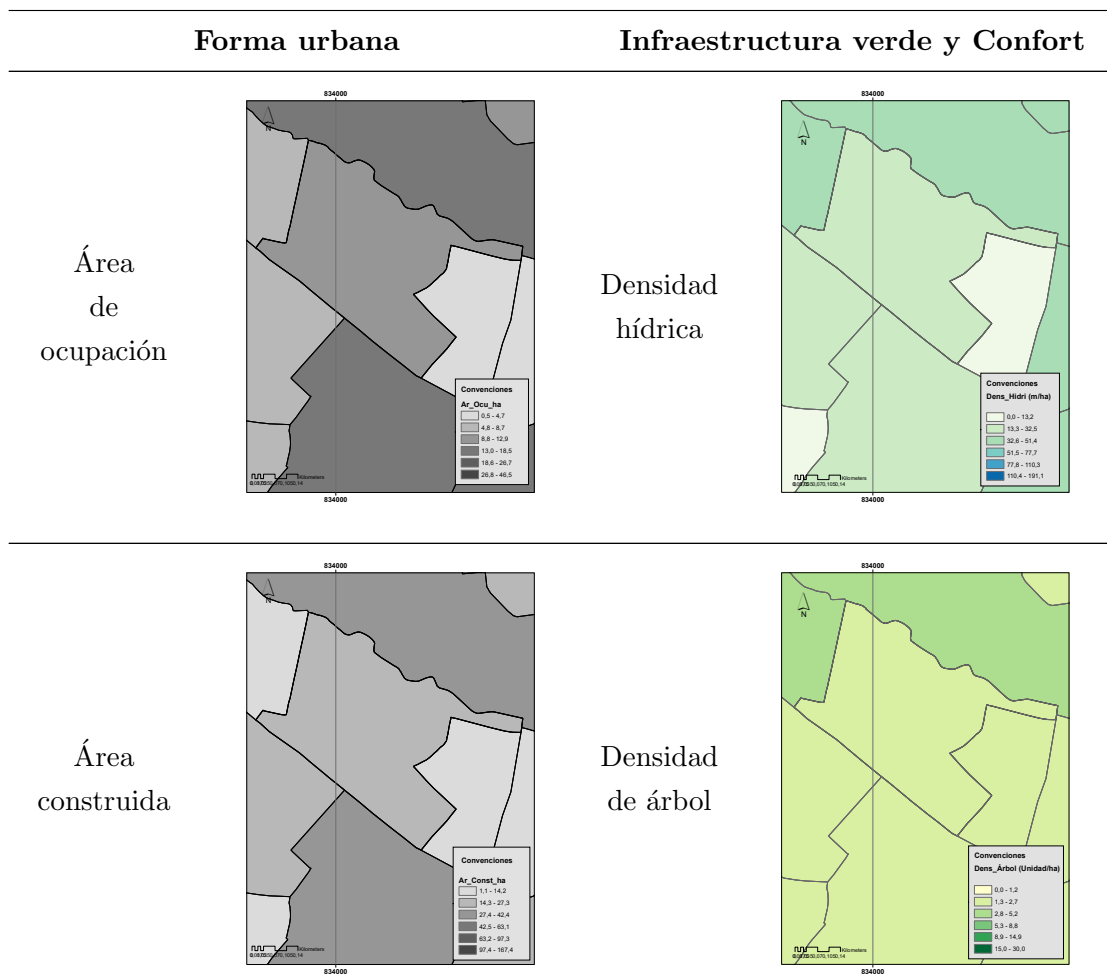 Forma urbana Infraestructura verde y Confort
Área
de
ocupación
834000
N
Convenciones
Ar_Ocu_ha
0,5 - 4,7
4,8 - 8,7
8,8 - 12,9
13,0 - 18,5
18,6 - 26,7
26,8 - 46,5
Kilometers
834000
Densidad
hídrica
834000
N
Convenciones
Dens_Hidri (m/ha)
0,0 - 13,2
13,3 - 32,5
32,6 - 51,4
51,5 - 77,7
77,8 - 110,3
110,4 - 191,1
Kilometers
834000
Área
construida
834000
N
Convenciones
Ar_Const_ha
1,1 - 14,2
14,3 - 27,3
27,4 - 42,4
42,5 - 63,1
63,2 - 97,3
97,4 - 167,4
Kilometers
Densidad
de árbol
834000
N
Convenciones
Dens_Árbol (Unidad/ha)
0,0 - 1,2
1,3 - 2,7
2,8 - 5,2
5,3 - 8,8
8,9 - 14,9
15,0 - 30,0
Kilometers